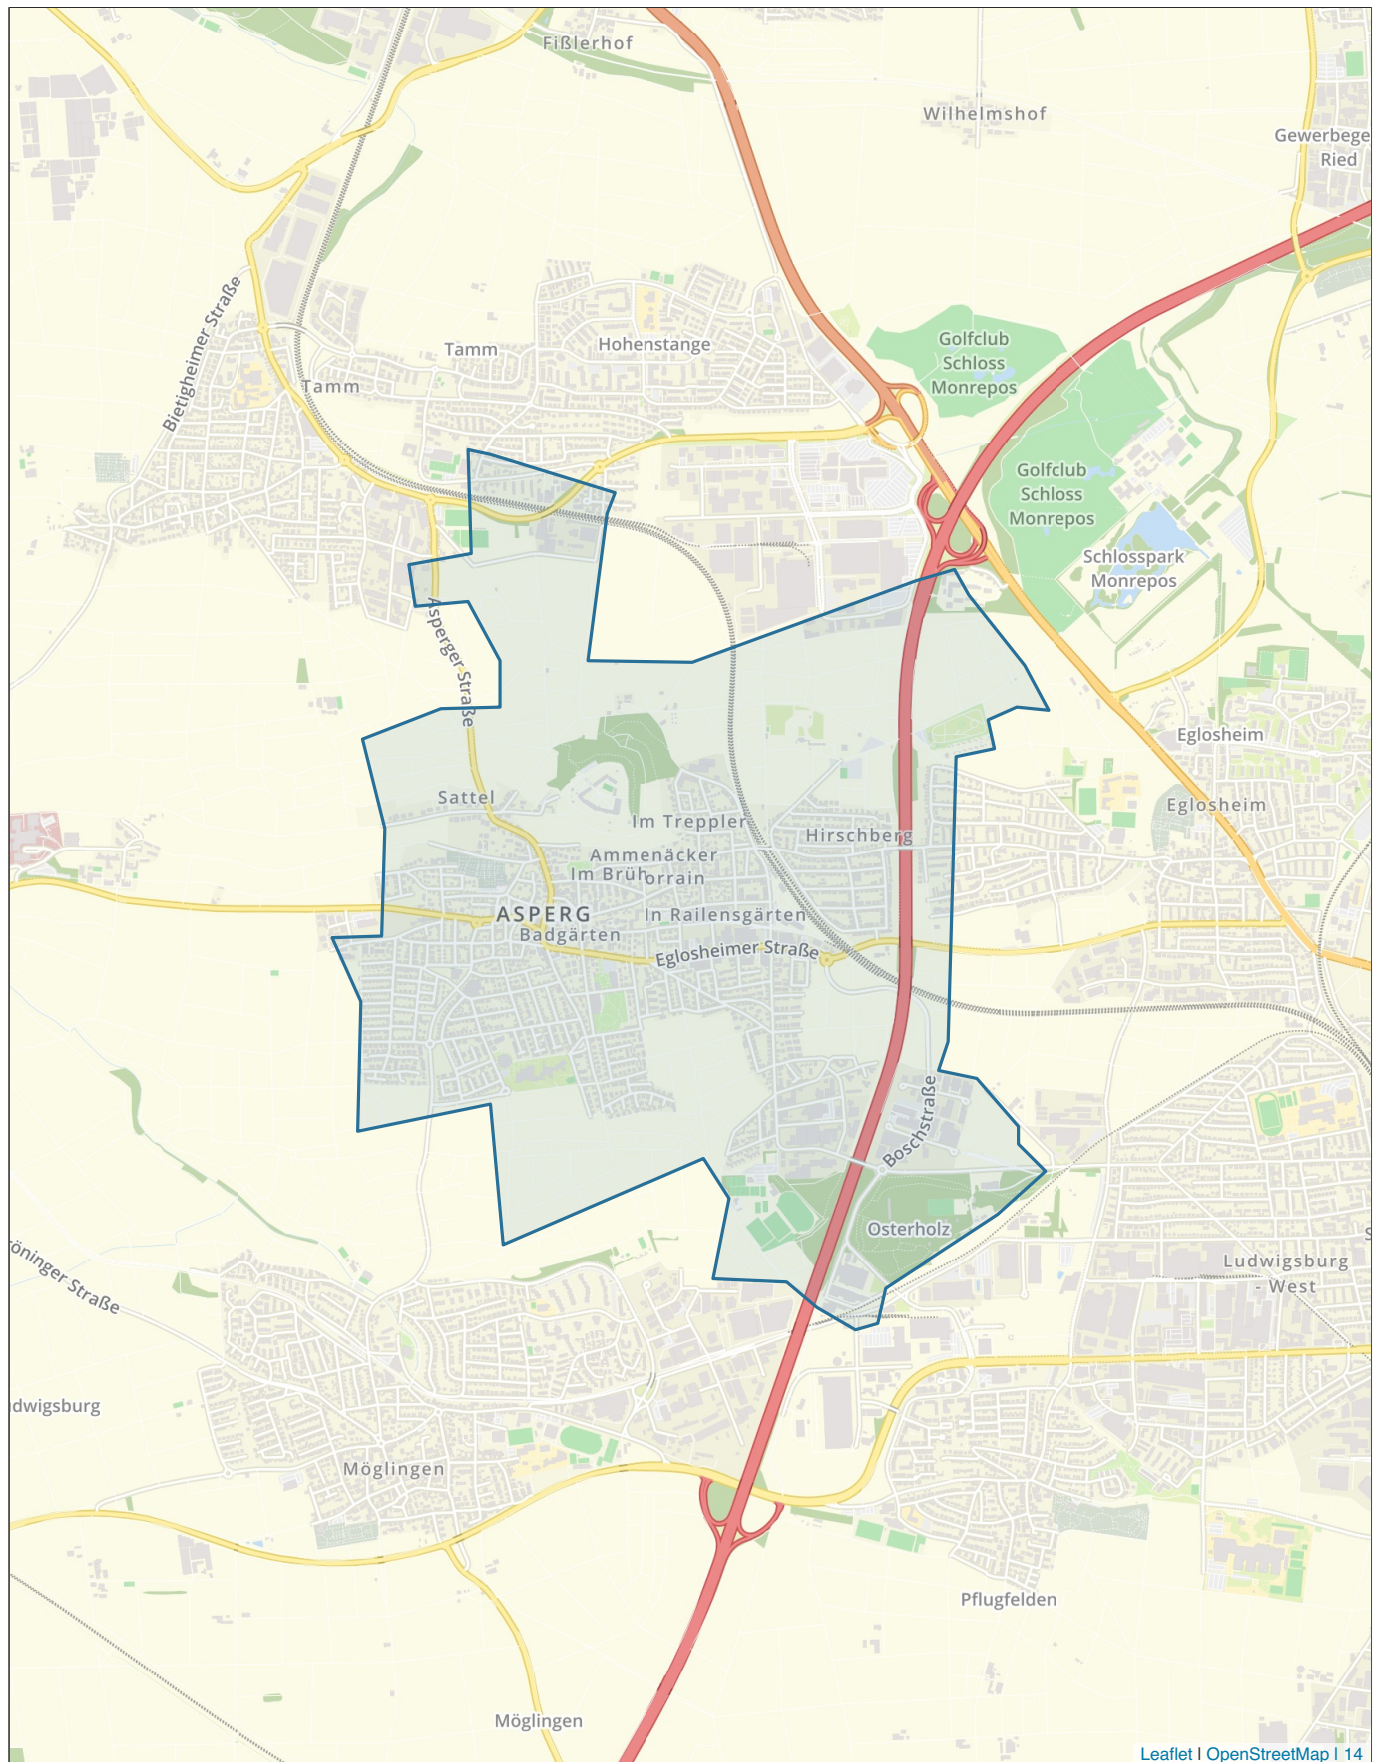 Fißlerhof
Wilhelmshof
Gewerbege
Ried
Bietigheimer Straße
Tamm
Hohenstange
Golfclub
Schloss
Monrepos
Tamm
Golfclub
Schloss
Monrepos
Schlosspark
Monrepos
Asperger Straße
Eglosheim
Sattel
Eglosheim
Im Treppler
Hirschberg
Ammenäcker
Im Brüh
orrain
ASPERG
In Railensgärten
Badgärten
Eglosheimer Straße
Boschstraße
Osterholz
öninger Straße
Ludwigsburg
- West
S
dwigsburg
Möglingen
Pflugfelden
Möglingen
Leaflet | OpenStreetMap | 14